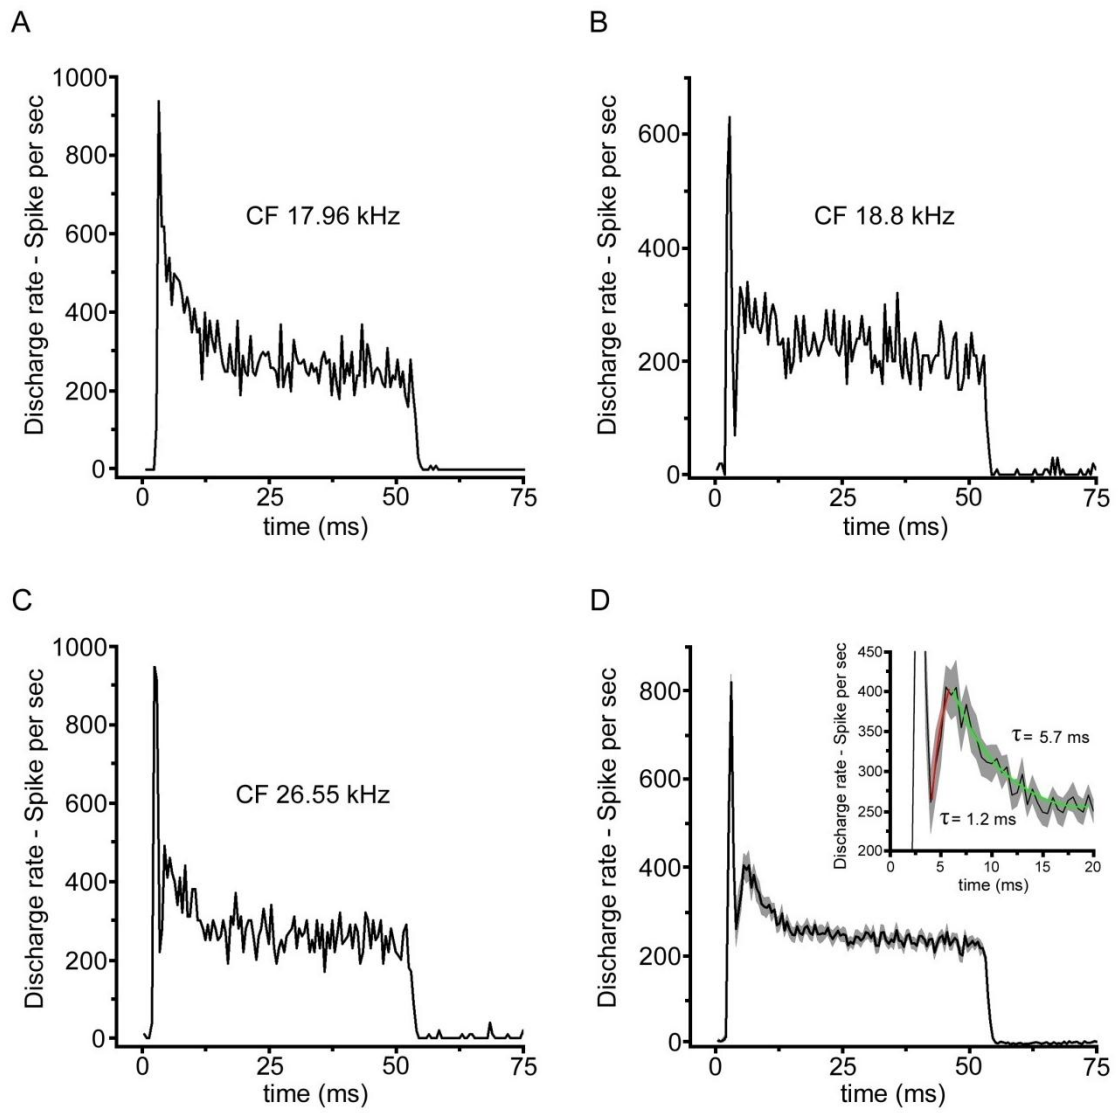 A
Discharge rate - Spike per sec
1000
800
600
400
200
0
CF 17.96 kHz
0 25 50 75
time (ms)
B
Discharge rate - Spike per sec
600
400
200
0
CF 18.8 kHz
0 25 50 75
time (ms)
C
Discharge rate - Spike per sec
1000
800
600
400
200
0
CF 26.55 kHz
0 25 50 75
time (ms)
D
Discharge rate - Spike per sec
800
600
400
200
0
0 25 50 75
time (ms)
Discharge rate - Spike per sec
450
400
350
300
250
200
τ = 5.7 ms
τ = 1.2 ms
0 5 10 15 20
time (ms)